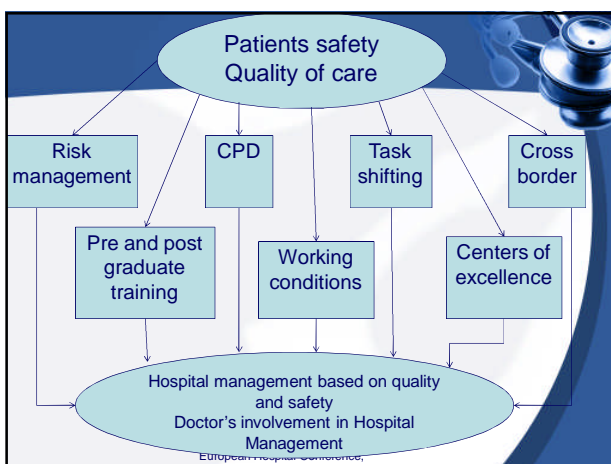 Patients safety
Quality of care
Risk
management
CPD
Task
shifting
Cross
border
Pre and post
graduate
training
Working
conditions
Centers of
excellence
Hospital management based on quality
and safety
Doctor's involvement in Hospital
Management
European Hospital Conference,